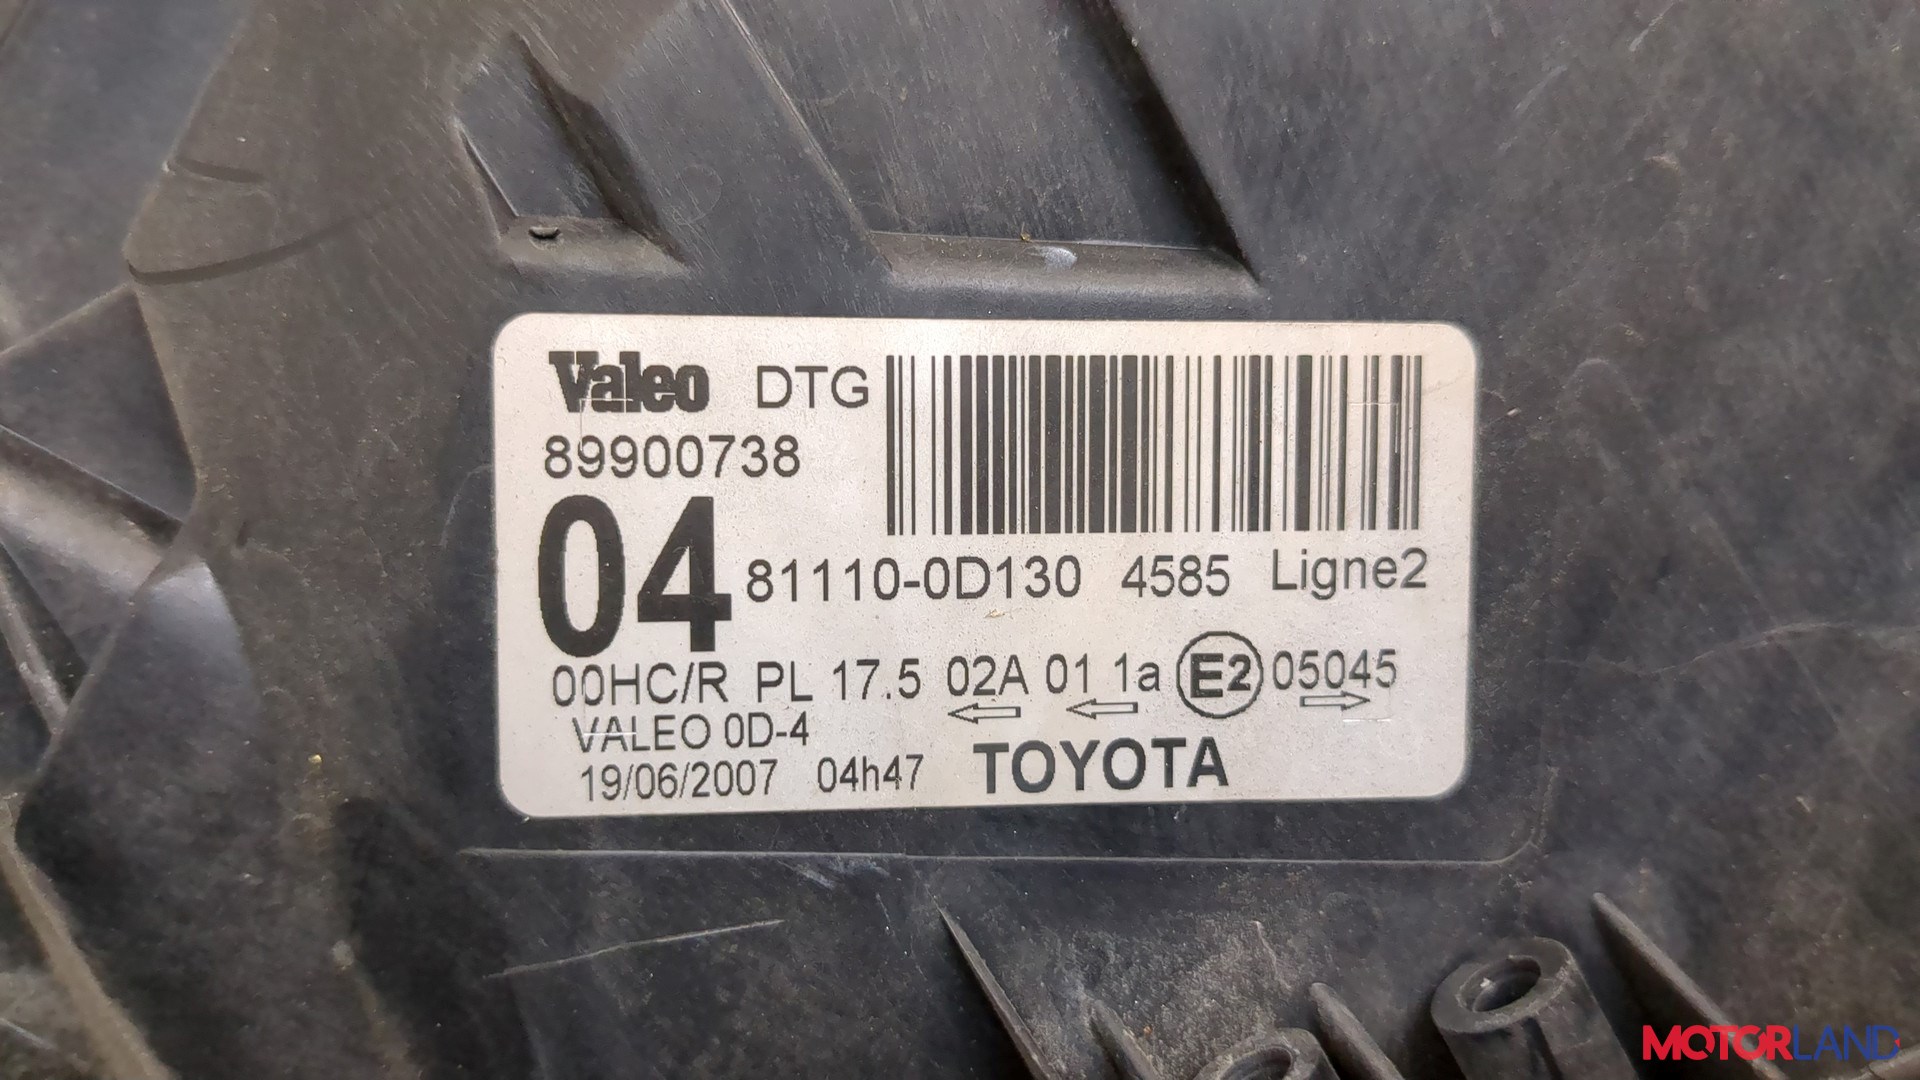 Valeo DTG
89900738
04 81110-0D130 4585 Ligne2
00HC/R PL 17.5 02A 01 1a E2 05045
VALEO 0D-4
19/06/2007 04h47 TOYOTA
MOTORLAND